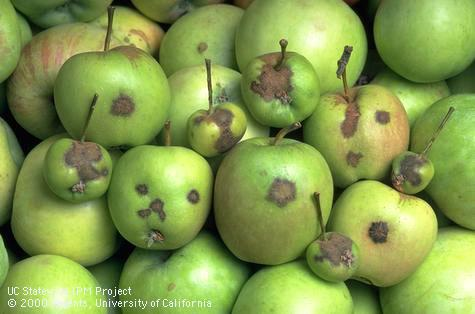 UC Statewide IPM Project
© 2000 Regents, University of California